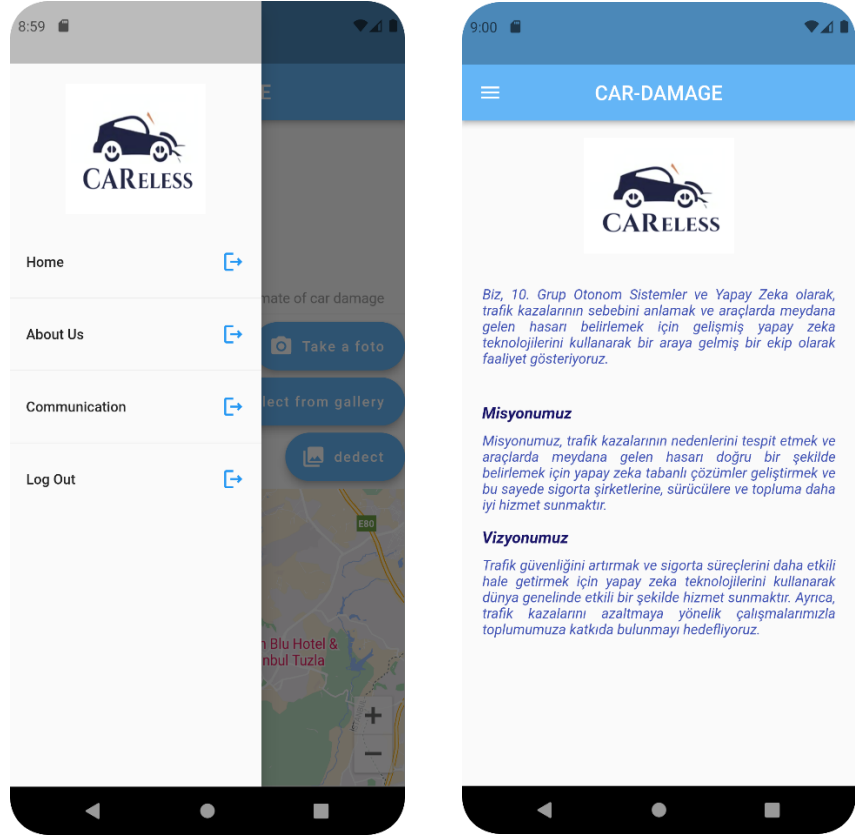 8:59
E
CARELESS
Home
mate of car damage
About Us
Take a foto
Communication
lect from gallery
dedect
Log Out
E80
n Blu Hotel &
nbul Tuzla
+
−
9:00
CAR-DAMAGE
CARELESS
Biz, 10. Grup Otonom Sistemler ve Yapay Zeka olarak,
trafik kazalarının sebebini anlamak ve araçlarda meydana
gelen hasarı belirlemek için gelişmiş yapay zeka
teknolojilerini kullanarak bir araya gelmiş bir ekip olarak
faaliyet gösteriyoruz.
Misyonumuz
Misyonumuz, trafik kazalarının nedenlerini tespit etmek ve
araçlarda meydana gelen hasarı doğru bir şekilde
belirlemek için yapay zeka tabanlı çözümler geliştirmek ve
bu sayede sigorta şirketlerine, sürücülere ve topluma daha
iyi hizmet sunmaktır.
Vizyonumuz
Trafik güvenliğini artırmak ve sigorta süreçlerini daha etkili
hale getirmek için yapay zeka teknolojilerini kullanarak
dünya genelinde etkili bir şekilde hizmet sunmaktır. Ayrıca,
trafik kazalarını azaltmaya yönelik çalışmalarımızla
toplumumuza katkıda bulunmayı hedefliyoruz.